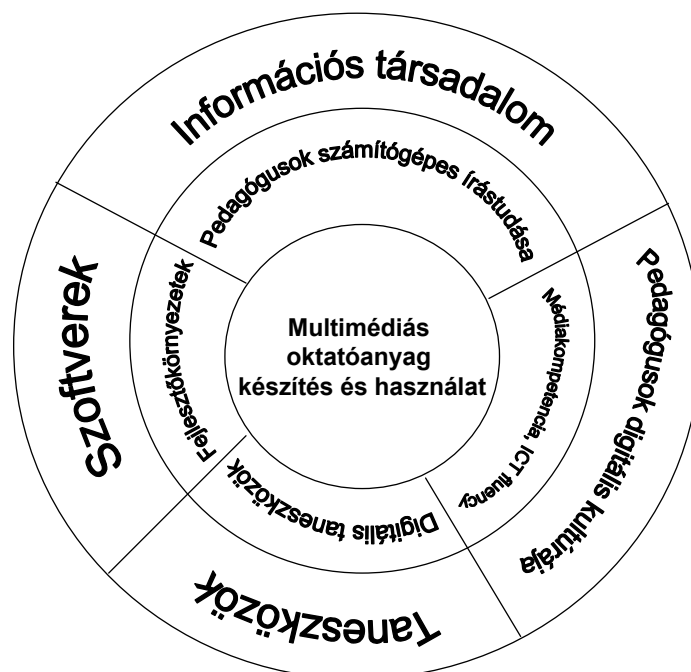 Információs társadalom
Pedagógusok számítógépes írástudása
Pedagógusok digitális kultúrája
Médiakompetencia, ICT fluency
Szoftverek
Fejlesztőkörnyezetek
Multimédiás
oktatóanyag
készítés és használat
Digitális taneszközök
Taneszközök